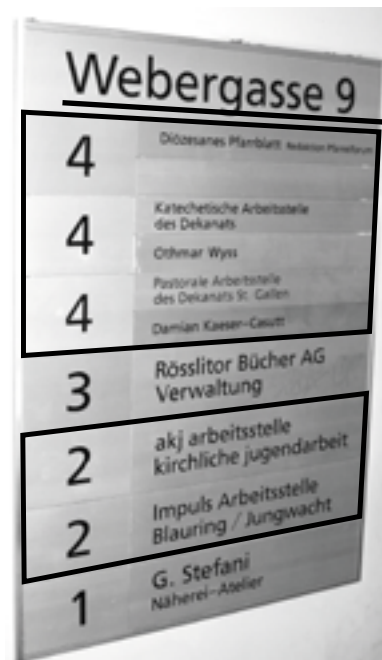 Webergasse 9
4 Diözesanes Pfarrblatt Redaktion Pfarreiforum
4 Katechetische Arbeitsstelle
des Dekanats
Othmar Wyss
4 Pastorale Arbeitsstelle
des Dekanats St. Gallen
Damian Kaeser-Casutt
3 Rösslitor Bücher AG
Verwaltung
2 akj arbeitsstelle
kirchliche jugendarbeit
2 Impuls Arbeitsstelle
Blauring / Jungwacht
1 G. Stefani
Näherei-Atelier